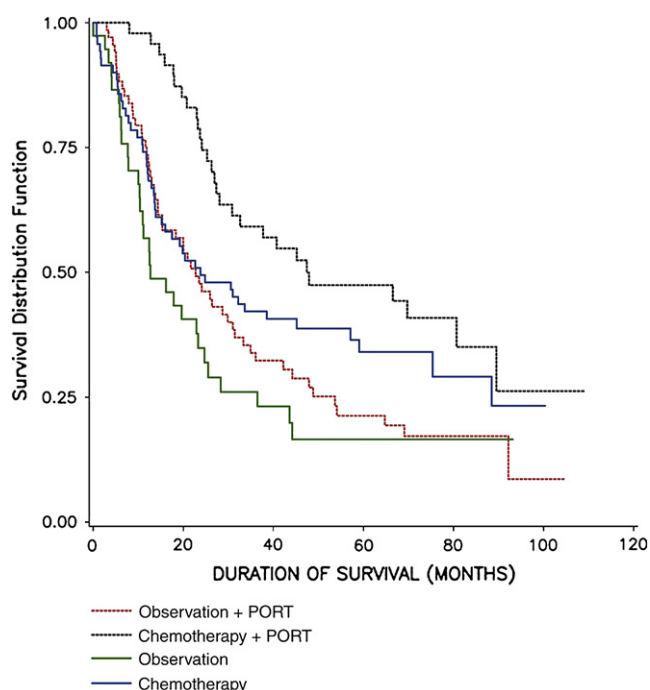 1.00
0.75
0.50
0.25
0.00
Survival Distribution Function
0 20 40 60 80 100 120
DURATION OF SURVIVAL (MONTHS)
Observation + PORT
Chemotherapy + PORT
Observation
Chemotherapy